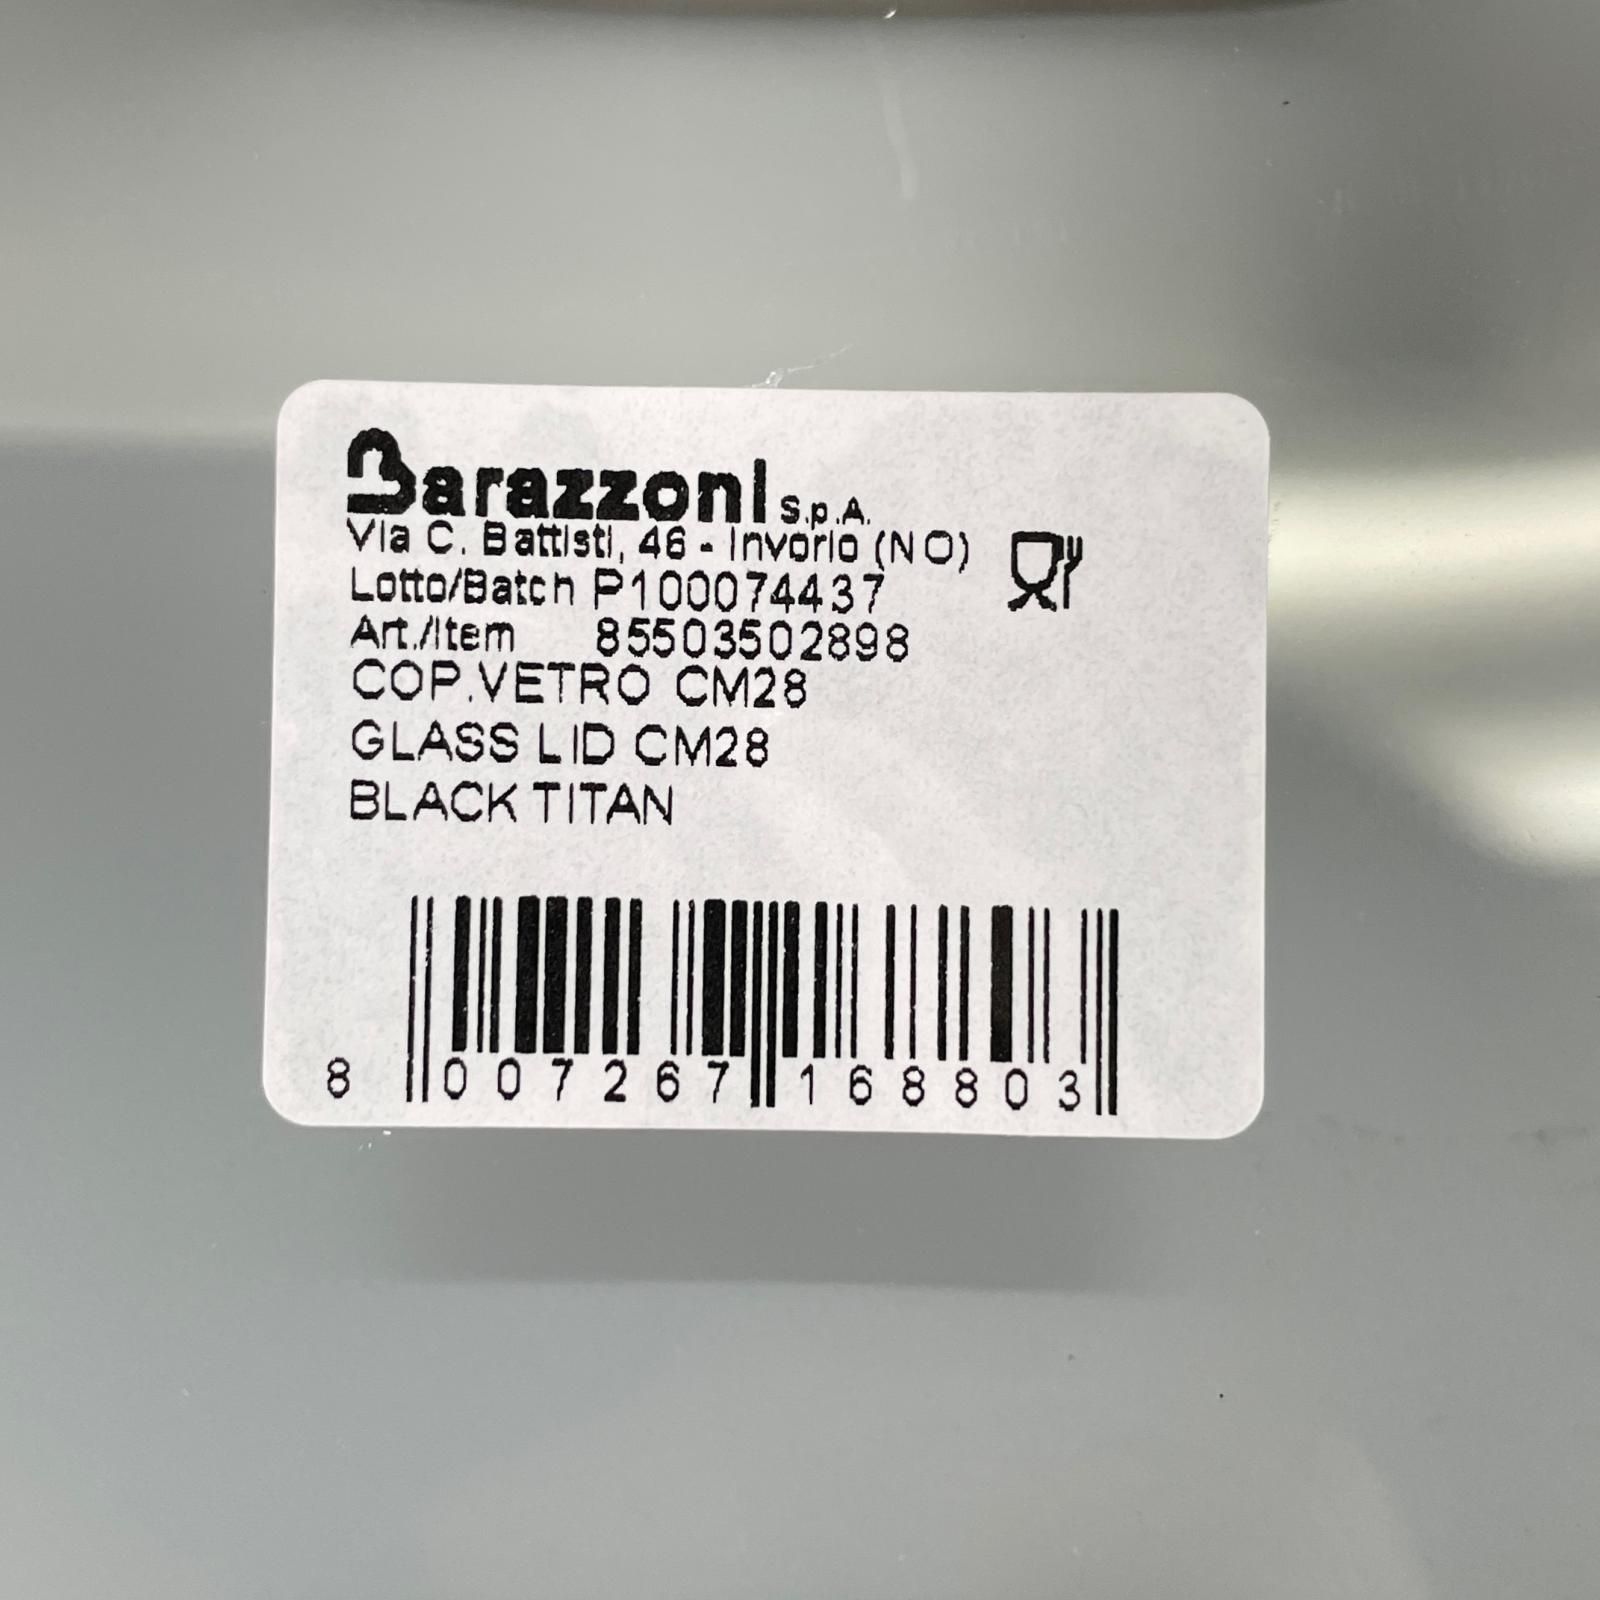 Barazzoni S.p.A.
Via C. Battisti, 46 - Invorio (NO)
Lotto/Batch P100074437
Art./Item 85503502898
COP.VETRO CM28
GLASS LID CM28
BLACK TITAN
8 007267 168803